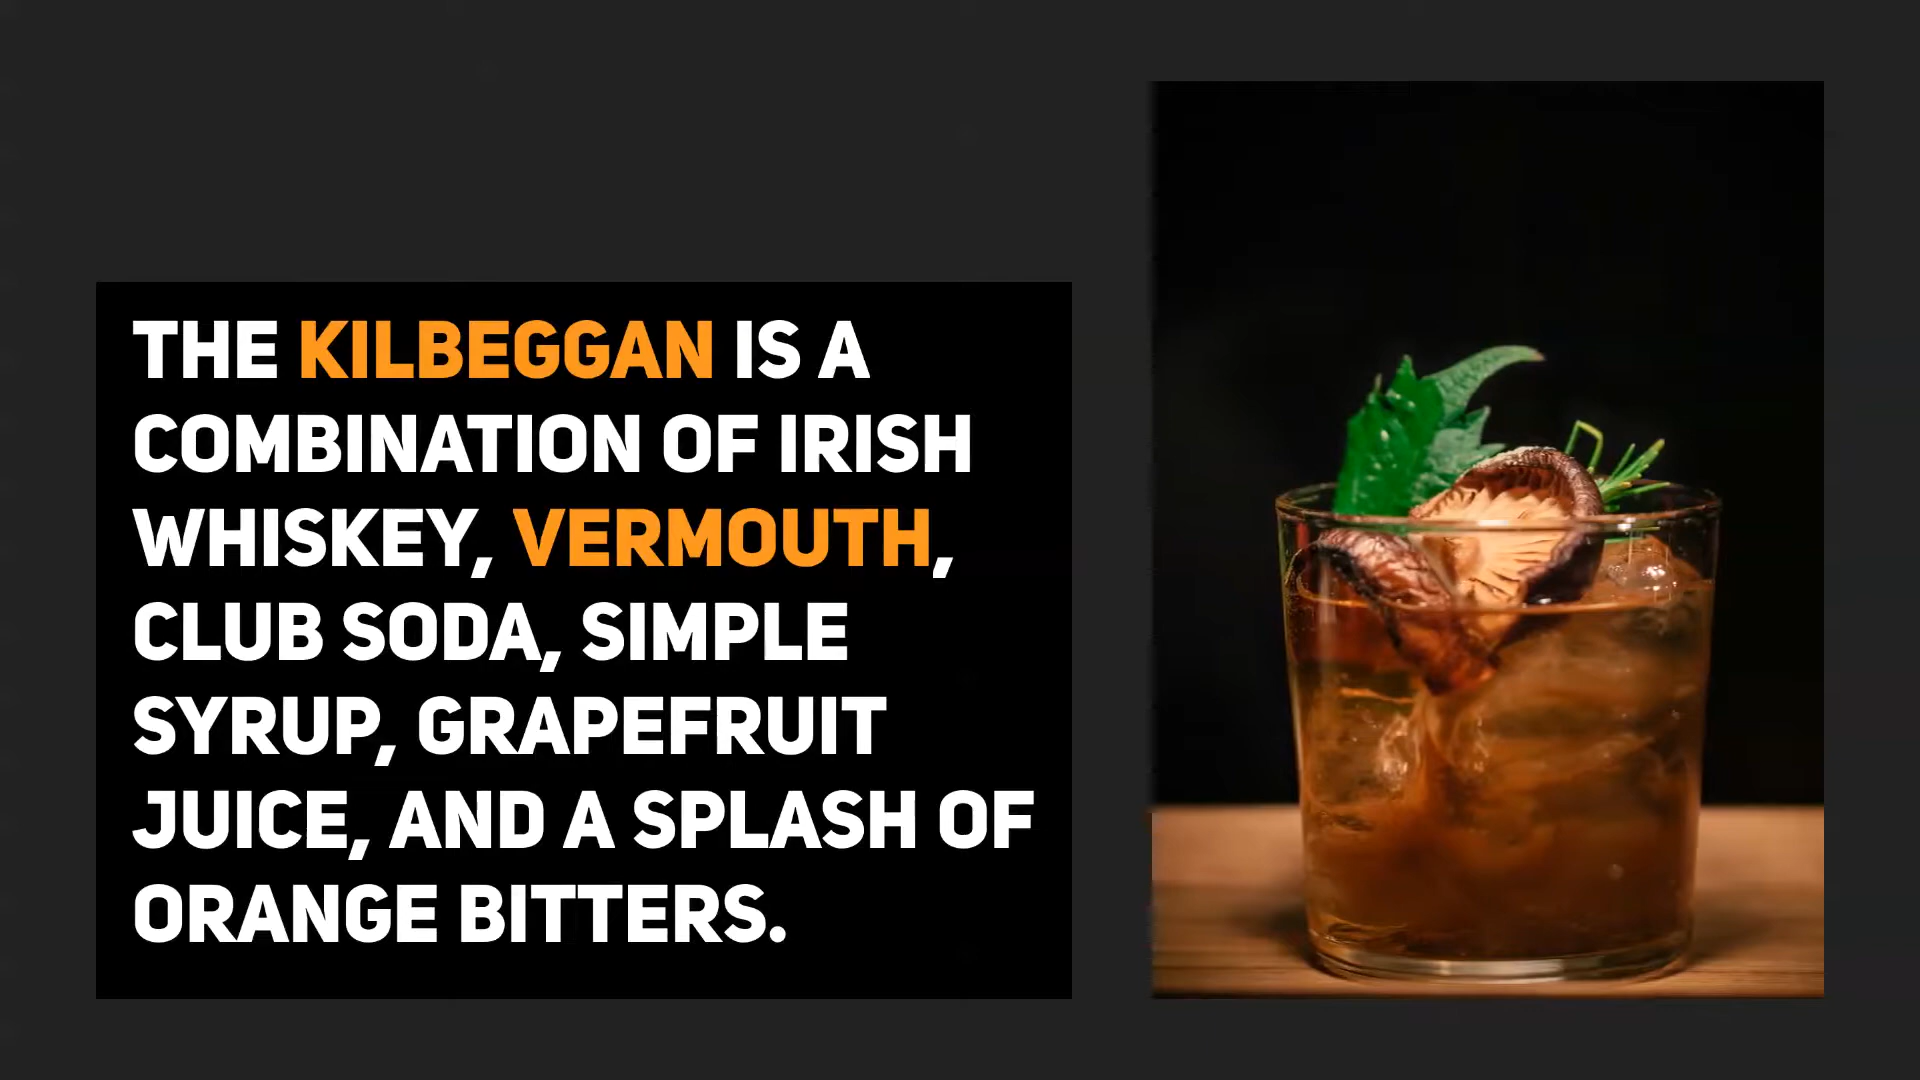 THE KILBEGGAN IS A
COMBINATION OF IRISH
WHISKEY, VERMOUTH,
CLUB SODA, SIMPLE
SYRUP, GRAPEFRUIT
JUICE, AND A SPLASH OF
ORANGE BITTERS.